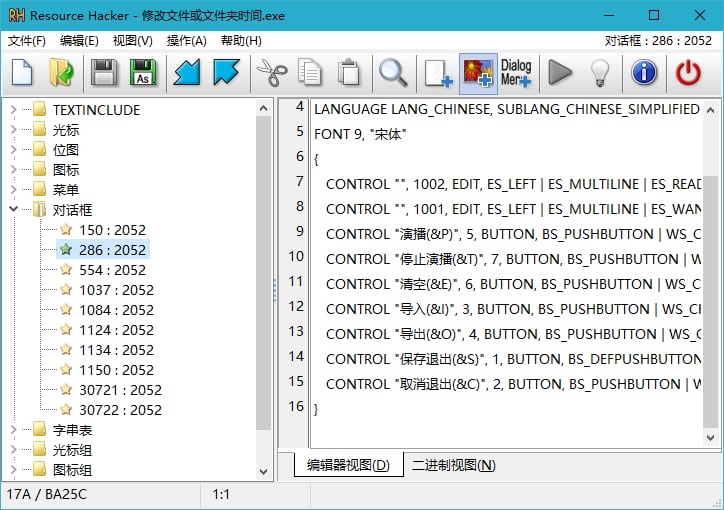 RH Resource Hacker - 修改文件或文件夹时间.exe
文件(F) 编辑(E) 视图(V) 操作(A) 帮助(H) 对话框 : 286 : 2052
As Dialog Menu
TEXTINCLUDE
光标
位图
图标
菜单
对话框
150 : 2052
286 : 2052
554 : 2052
1037 : 2052
1084 : 2052
1124 : 2052
1134 : 2052
1150 : 2052
30721 : 2052
30722 : 2052
字串表
光标组
图标组
4 LANGUAGE LANG_CHINESE, SUBLANG_CHINESE_SIMPLIFIED
5 FONT 9, "宋体"
6 {
7 CONTROL "", 1002, EDIT, ES_LEFT | ES_MULTILINE | ES_READ
8 CONTROL "", 1001, EDIT, ES_LEFT | ES_MULTILINE | ES_WAN
9 CONTROL "演播(&P)", 5, BUTTON, BS_PUSHBUTTON | WS_C
10 CONTROL "停止演播(&T)", 7, BUTTON, BS_PUSHBUTTON | W
11 CONTROL "清空(&E)", 6, BUTTON, BS_PUSHBUTTON | WS_C
12 CONTROL "导入(&I)", 3, BUTTON, BS_PUSHBUTTON | WS_CH
13 CONTROL "导出(&O)", 4, BUTTON, BS_PUSHBUTTON | WS_C
14 CONTROL "保存退出(&S)", 1, BUTTON, BS_DEFPUSHBUTTON
15 CONTROL "取消退出(&C)", 2, BUTTON, BS_PUSHBUTTON | W
16 }
编辑器视图(D) 二进制视图(N)
17A / BA25C 1:1